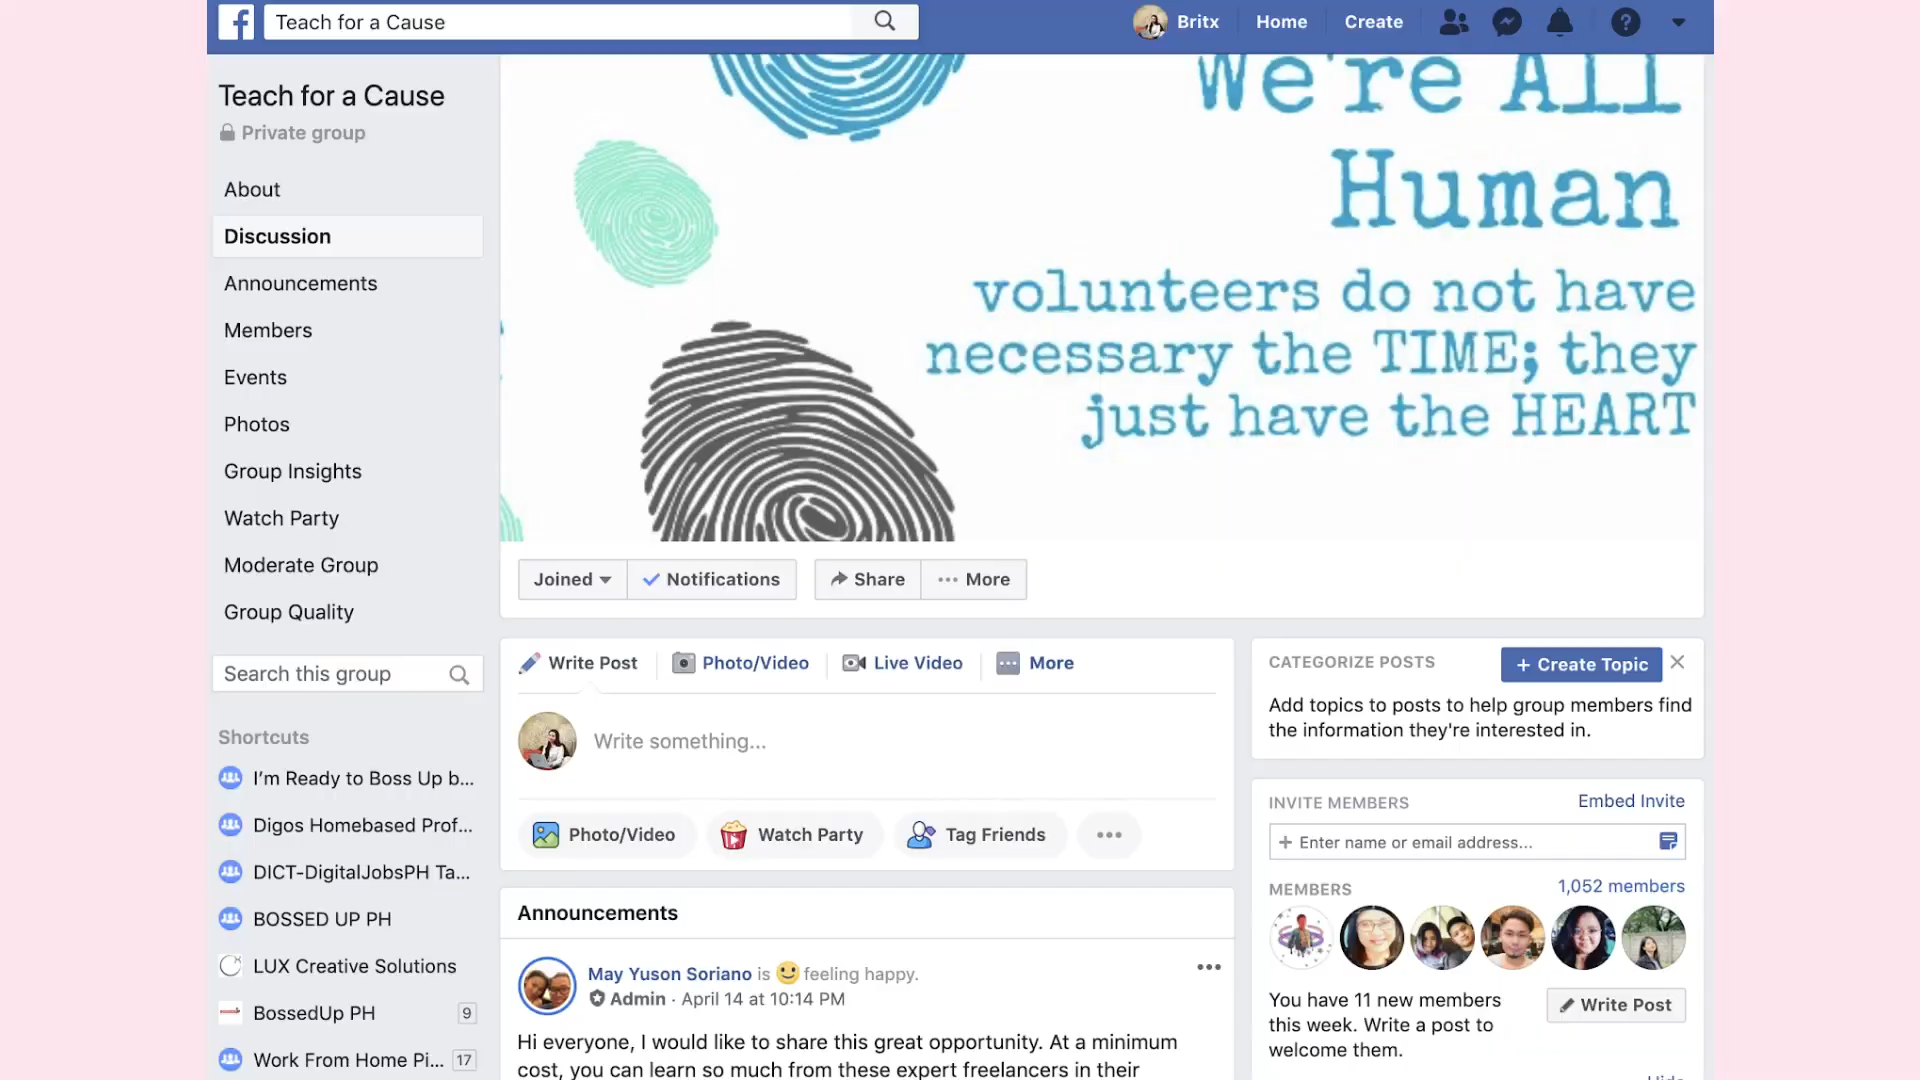 Teach for a Cause
Britx
Home
Create
Teach for a Cause
Private group
About
Discussion
Announcements
Members
Events
Photos
Group Insights
Watch Party
Moderate Group
Group Quality
Search this group
Shortcuts
I'm Ready to Boss Up b...
Digos Homebased Prof...
DICT-DigitalJobsPH Ta...
BOSSED UP PH
LUX Creative Solutions
BossedUp PH 9
Work From Home Pi... 17
We're All
Human
volunteers do not have
necessary the TIME; they
just have the HEART
Joined
Notifications
Share
More
Write Post
Photo/Video
Live Video
More
Write something...
Photo/Video
Watch Party
Tag Friends
Announcements
May Yuson Soriano is feeling happy.
Admin · April 14 at 10:14 PM
Hi everyone, I would like to share this great opportunity. At a minimum
cost, you can learn so much from these expert freelancers in their
CATEGORIZE POSTS
+ Create Topic
Add topics to posts to help group members find
the information they're interested in.
INVITE MEMBERS
Embed Invite
+ Enter name or email address...
MEMBERS
1,052 members
You have 11 new members
this week. Write a post to
welcome them.
Write Post